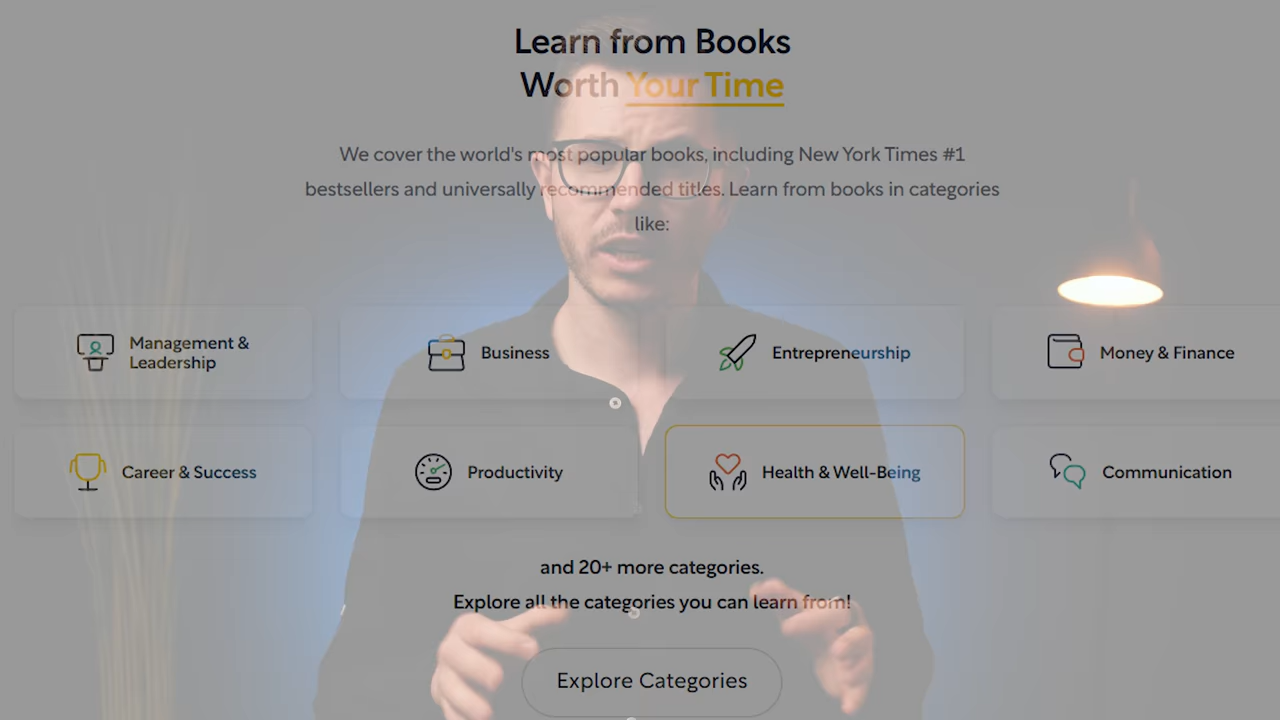 Learn from Books
Worth Your Time
We cover the world's most popular books, including New York Times #1
bestsellers and universally recommended titles. Learn from books in categories
like:
Management &
Leadership
Business
Entrepreneurship
Money & Finance
Career & Success
Productivity
Health & Well-Being
Communication
and 20+ more categories.
Explore all the categories you can learn from!
Explore Categories